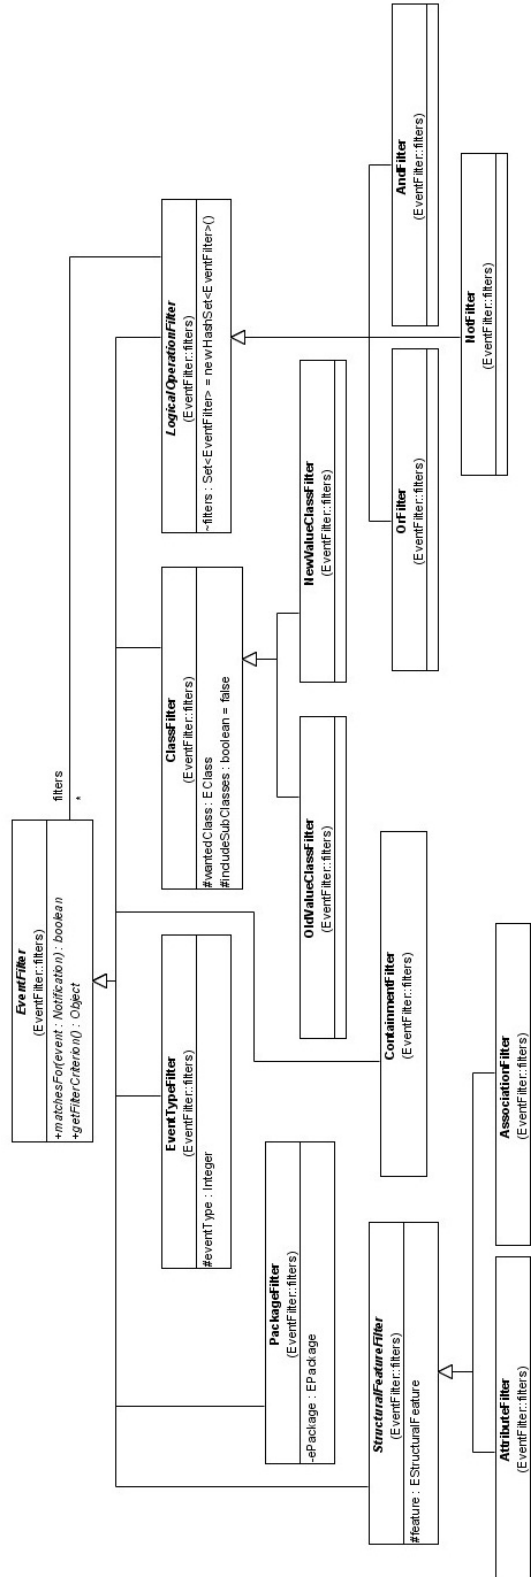 EventFilter
(EventFilter::filters)
+matchesFor(event : Notification) : boolean
+getFilterCriterion() : Object
filters
*
StructuralFeatureFilter
(EventFilter::filters)
#feature : EStructuralFeature
PackageFilter
(EventFilter::filters)
-ePackage : EPackage
EventTypeFilter
(EventFilter::filters)
#eventType : Integer
ContainmentFilter
(EventFilter::filters)
ClassFilter
(EventFilter::filters)
#wantedClass : EClass
#includeSubClasses : boolean = false
LogicalOperationFilter
(EventFilter::filters)
~filters : Set<EventFilter> = new HashSet<EventFilter>()
AttributeFilter
(EventFilter::filters)
AssociationFilter
(EventFilter::filters)
OldValueClassFilter
(EventFilter::filters)
NewValueClassFilter
(EventFilter::filters)
OrFilter
(EventFilter::filters)
AndFilter
(EventFilter::filters)
NotFilter
(EventFilter::filters)